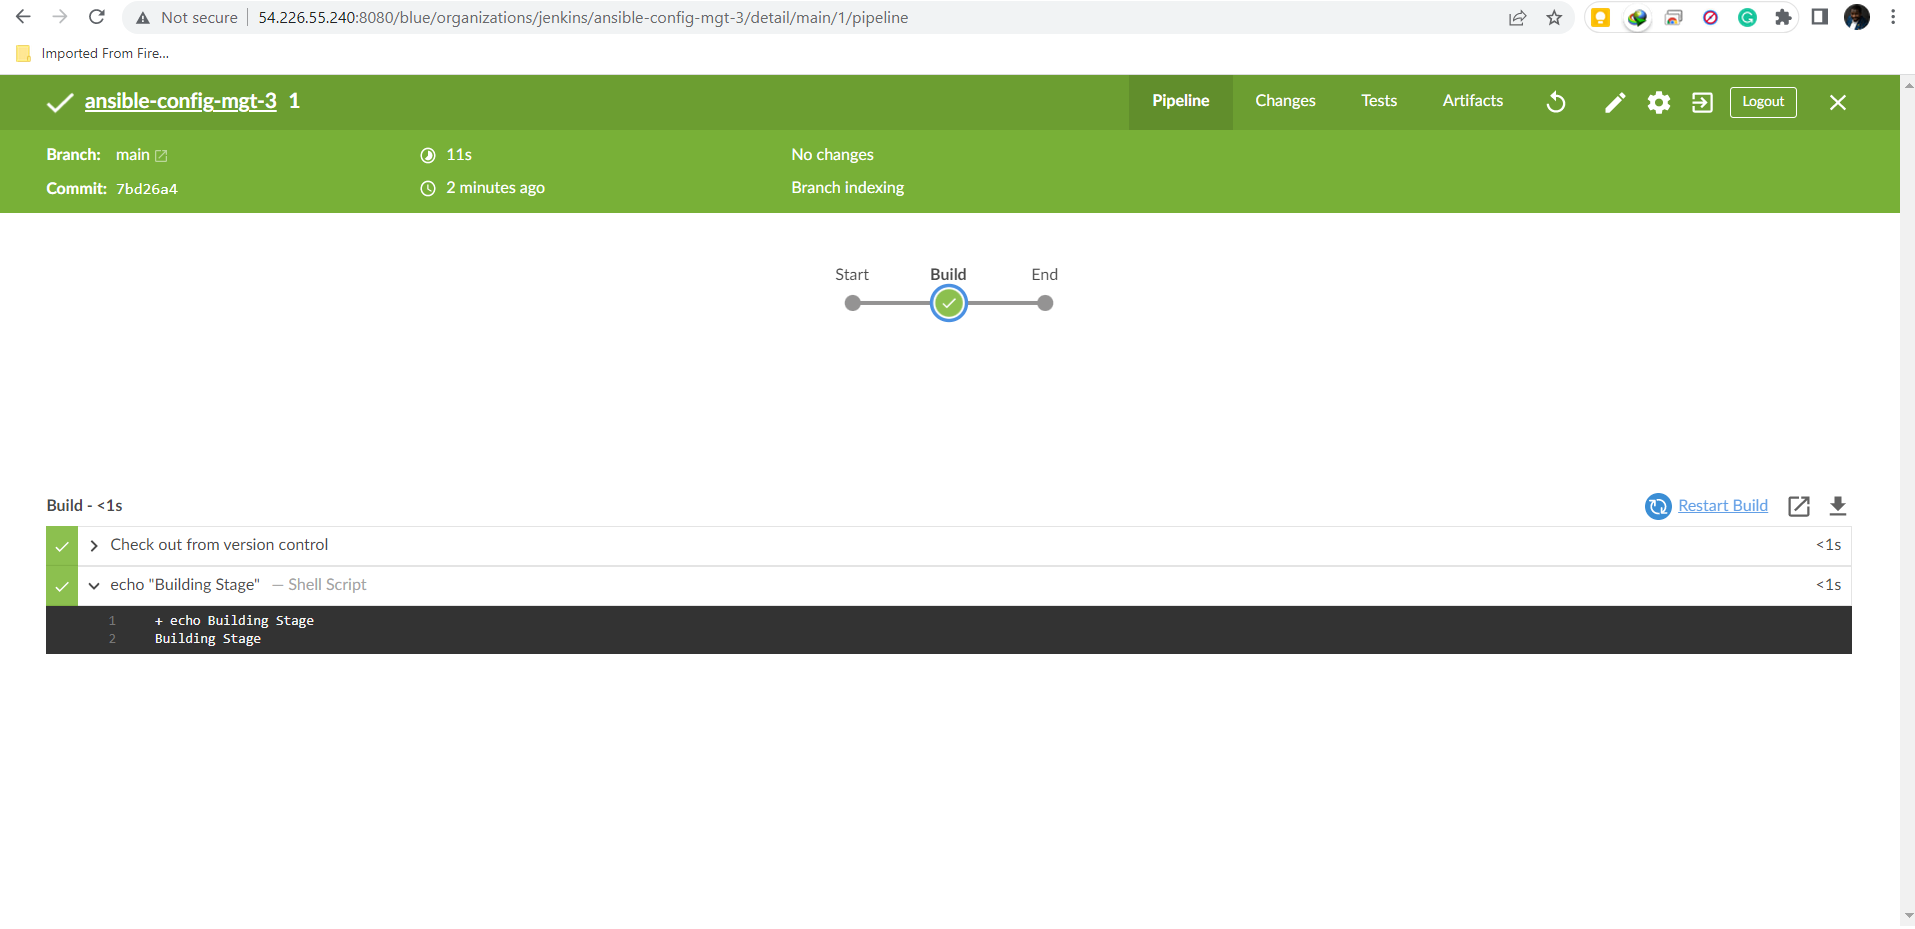 Not secure 54.226.55.240:8080/blue/organizations/jenkins/ansible-config-mgt-3/detail/main/1/pipeline
Imported From Fire...
ansible-config-mgt-3 1 Pipeline Changes Tests Artifacts Logout
Branch: main 11s No changes
Commit: 7bd26a4 2 minutes ago Branch indexing
Start Build End
Build - <1s Restart Build
Check out from version control <1s
echo "Building Stage" — Shell Script <1s
1 + echo Building Stage
2 Building Stage